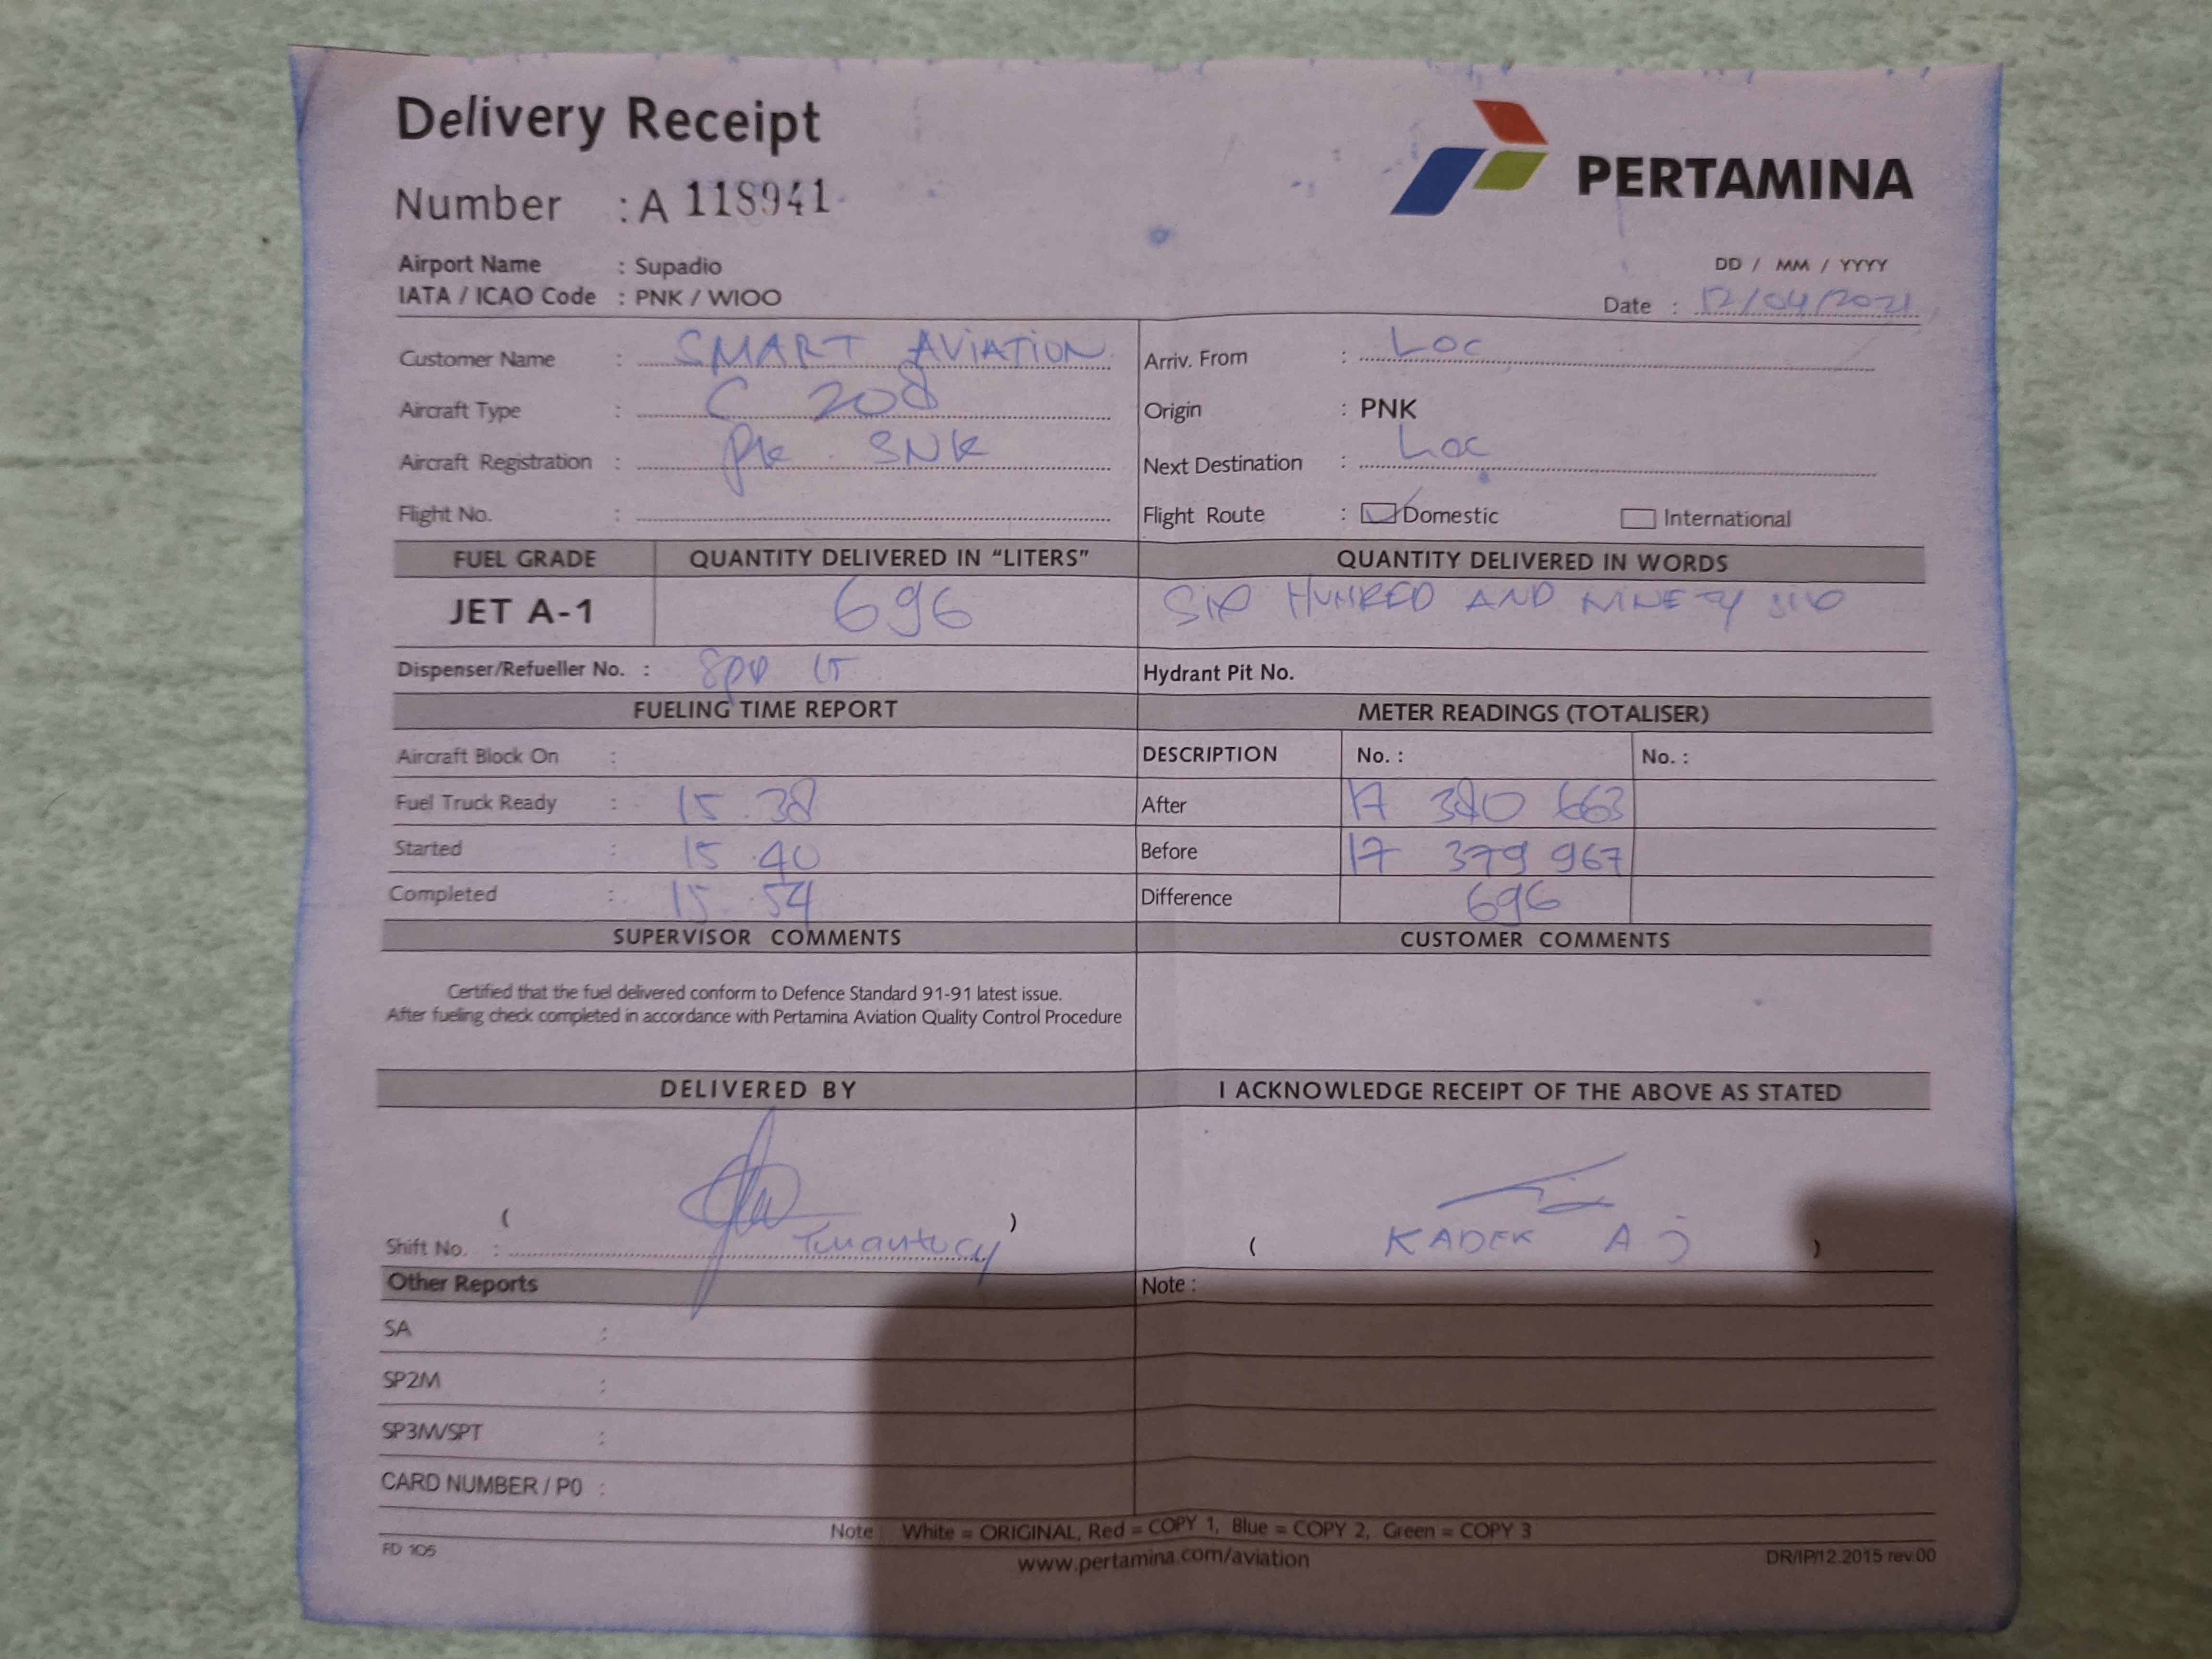 Delivery Receipt
PERTAMINA
Number : A 118941
Airport Name : Supadio
IATA / ICAO Code : PNK / WIOO
DD / MM / YYYY
Date : 12/04/2021
Customer Name : SMART AVIATION
Arriv. From : Loc
Aircraft Type : C 208
Origin : PNK
Aircraft Registration : PK SNK
Next Destination : Loc
Flight No. :
Flight Route : Domestic International
FUEL GRADE QUANTITY DELIVERED IN “LITERS” QUANTITY DELIVERED IN WORDS
JET A-1 696 SIX HUNRED AND NINETY SIX
Dispenser/Refueller No. :
Hydrant Pit No.
FUELING TIME REPORT METER READINGS (TOTALISER)
Aircraft Block On : DESCRIPTION No. : No. :
Fuel Truck Ready : 15.38 After 17 380 663
Started : 15.40 Before 17 379 967
Completed : 15.54 Difference 696
SUPERVISOR COMMENTS CUSTOMER COMMENTS
Certified that the fuel delivered conform to Defence Standard 91-91 latest issue.
After fueling check completed in accordance with Pertamina Aviation Quality Control Procedure
DELIVERED BY I ACKNOWLEDGE RECEIPT OF THE ABOVE AS STATED
( )
Shift No. :
( KADEK A J )
Other Reports Note :
SA :
SP2M :
SP3M/SPT :
CARD NUMBER / P0 :
Note : White = ORIGINAL, Red = COPY 1, Blue = COPY 2, Green = COPY 3
FD 105
www.pertamina.com/aviation
DR/IP/12.2015 rev.00